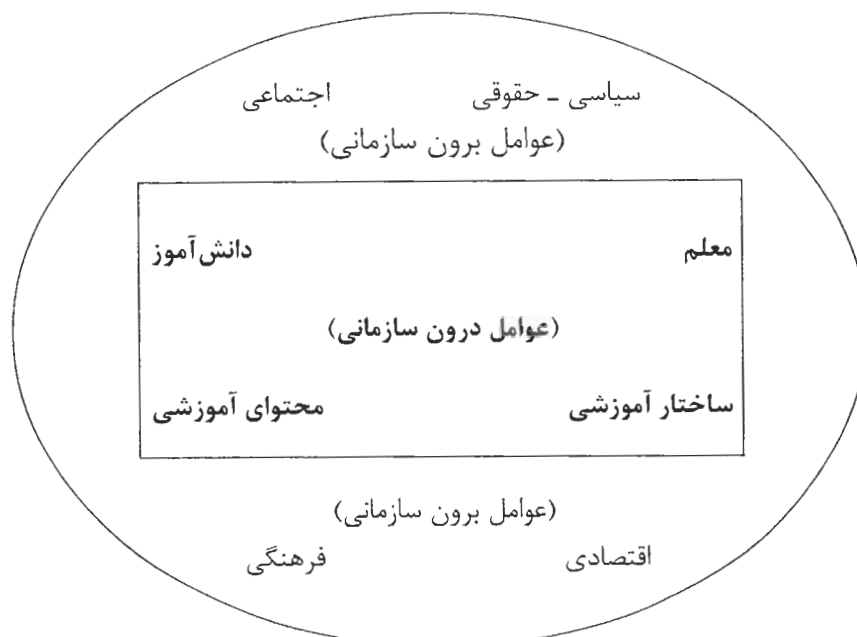 سیاسی ـ حقوقی اجتماعی
(عوامل برون سازمانی)
معلم دانش‌آموز
(عوامل درون سازمانی)
ساختار آموزشی محتوای آموزشی
(عوامل برون سازمانی)
اقتصادی فرهنگی